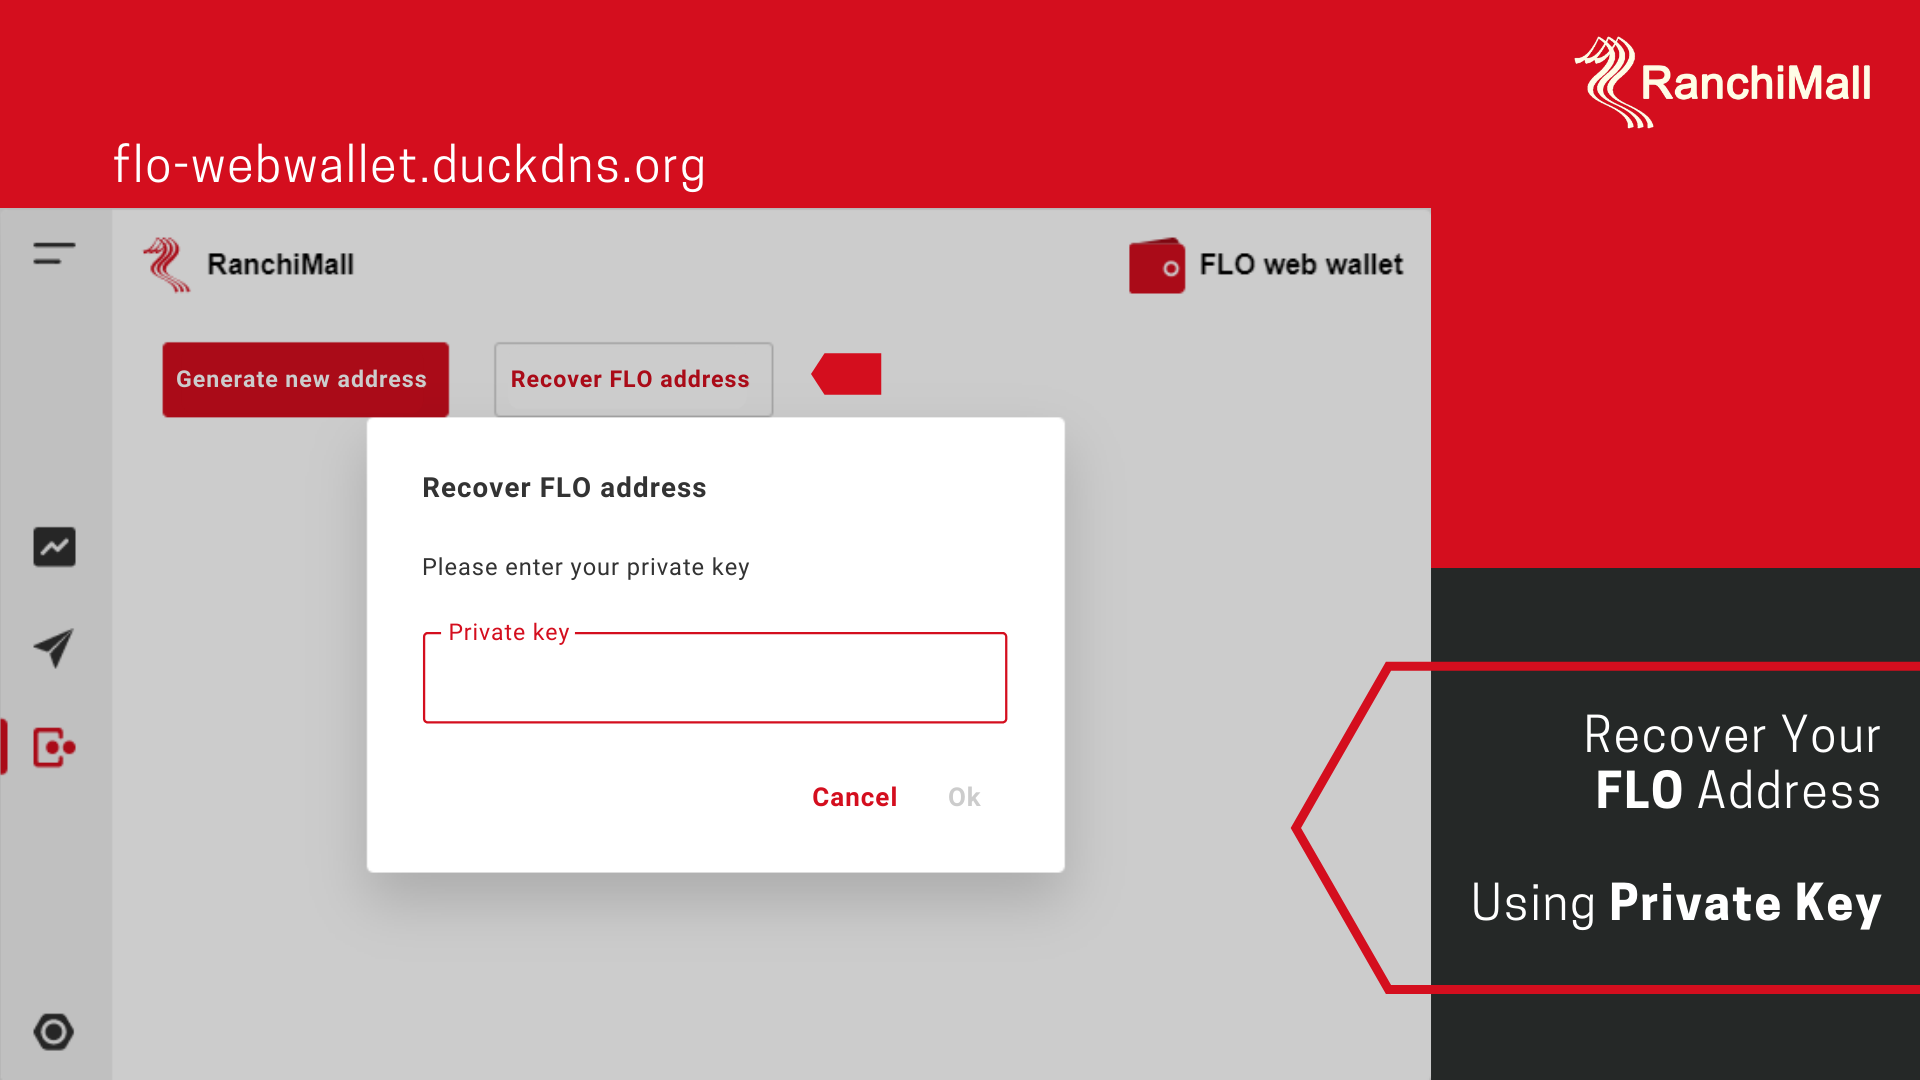 RanchiMall
flo-webwallet.duckdns.org
RanchiMall
FLO web wallet
Generate new address
Recover FLO address
Recover FLO address
Please enter your private key
Private key
Cancel
Ok
Recover Your
FLO Address
Using Private Key